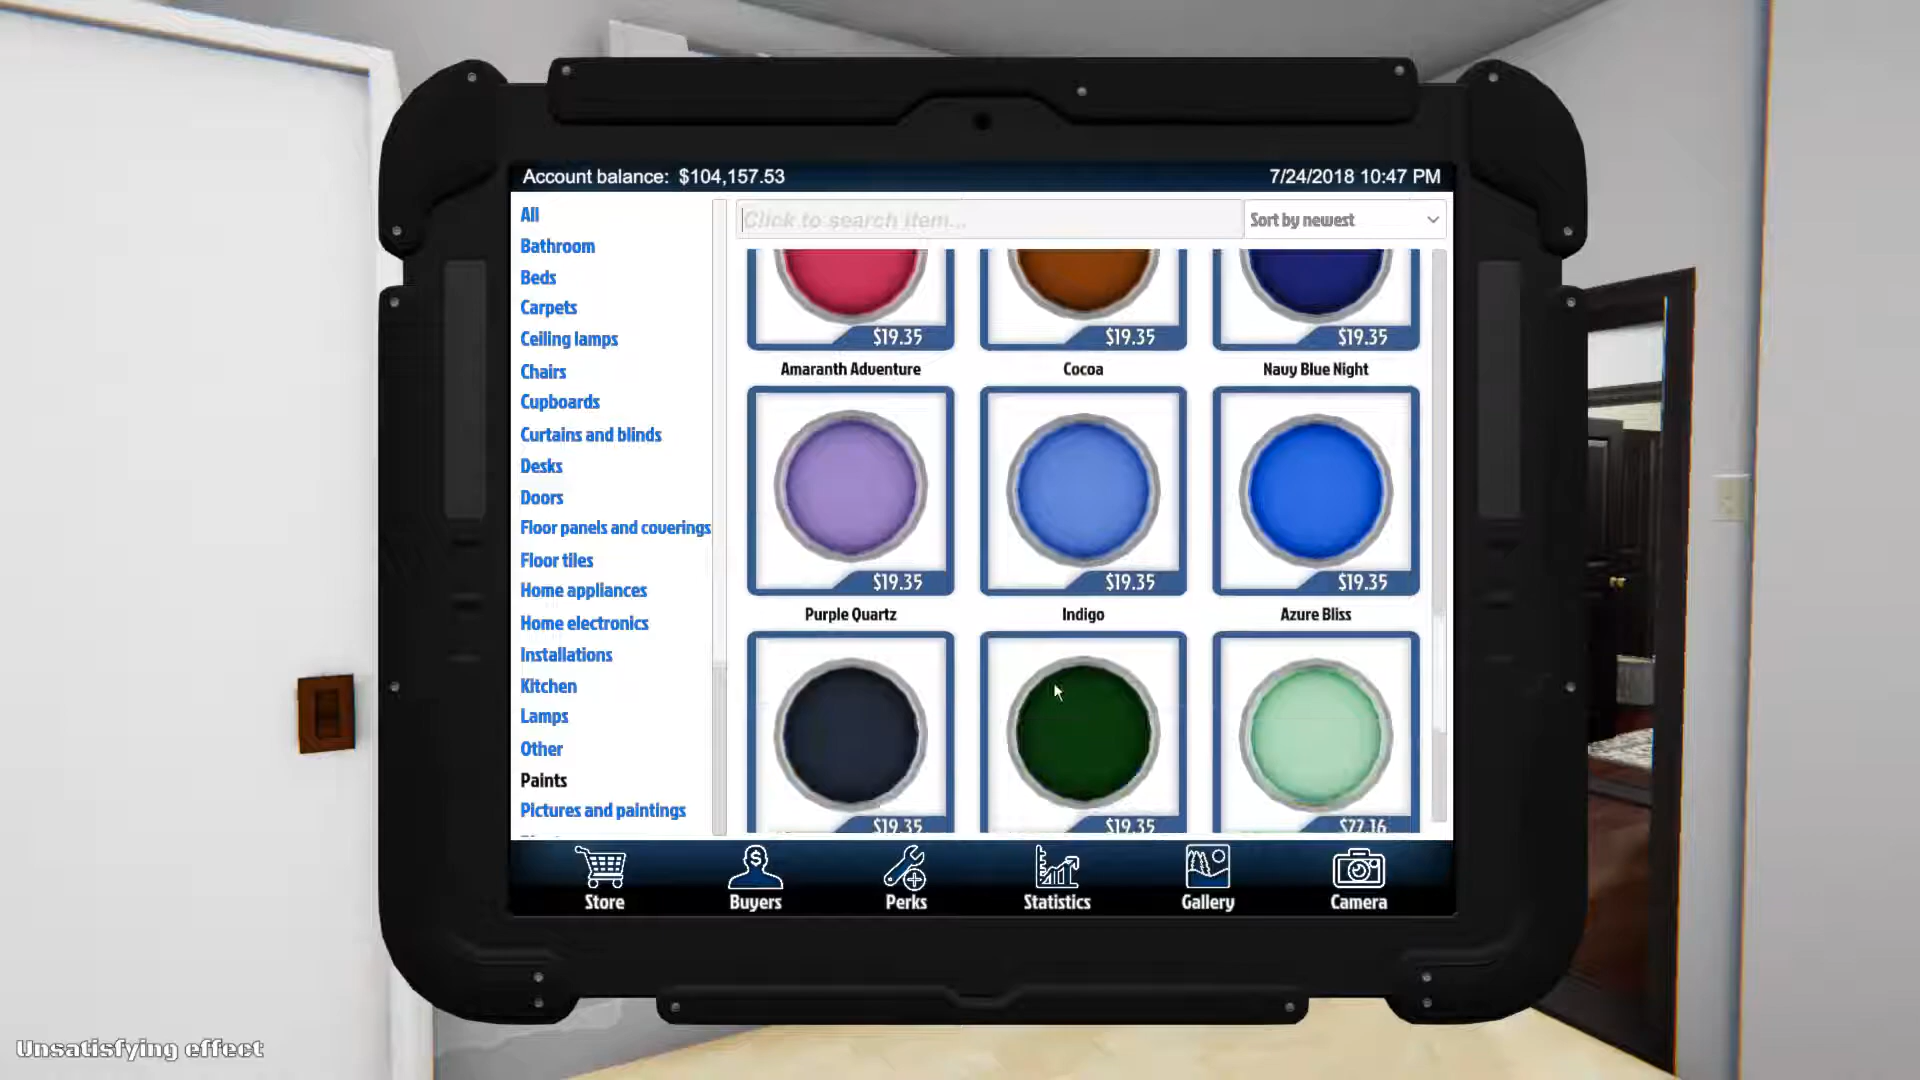 Account balance: $104,157.53
7/24/2018 10:47 PM
All
Bathroom
Beds
Carpets
Ceiling lamps
Chairs
Cupboards
Curtains and blinds
Desks
Doors
Floor panels and coverings
Floor tiles
Home appliances
Home electronics
Installations
Kitchen
Lamps
Other
Paints
Pictures and paintings
Click to search item...
Sort by newest
$19.35
$19.35
$19.35
Amaranth Adventure
Cocoa
Navy Blue Night
$19.35
$19.35
$19.35
Purple Quartz
Indigo
Azure Bliss
$19.35
$19.35
$22.16
Store
Buyers
Perks
Statistics
Gallery
Camera
Unsatisfying effect